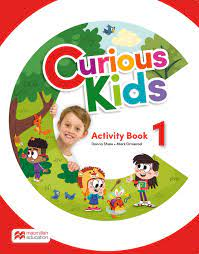 Curious
Kids
Activity Book 1
Donna Shaw • Mark Ormerod
macmillan
education